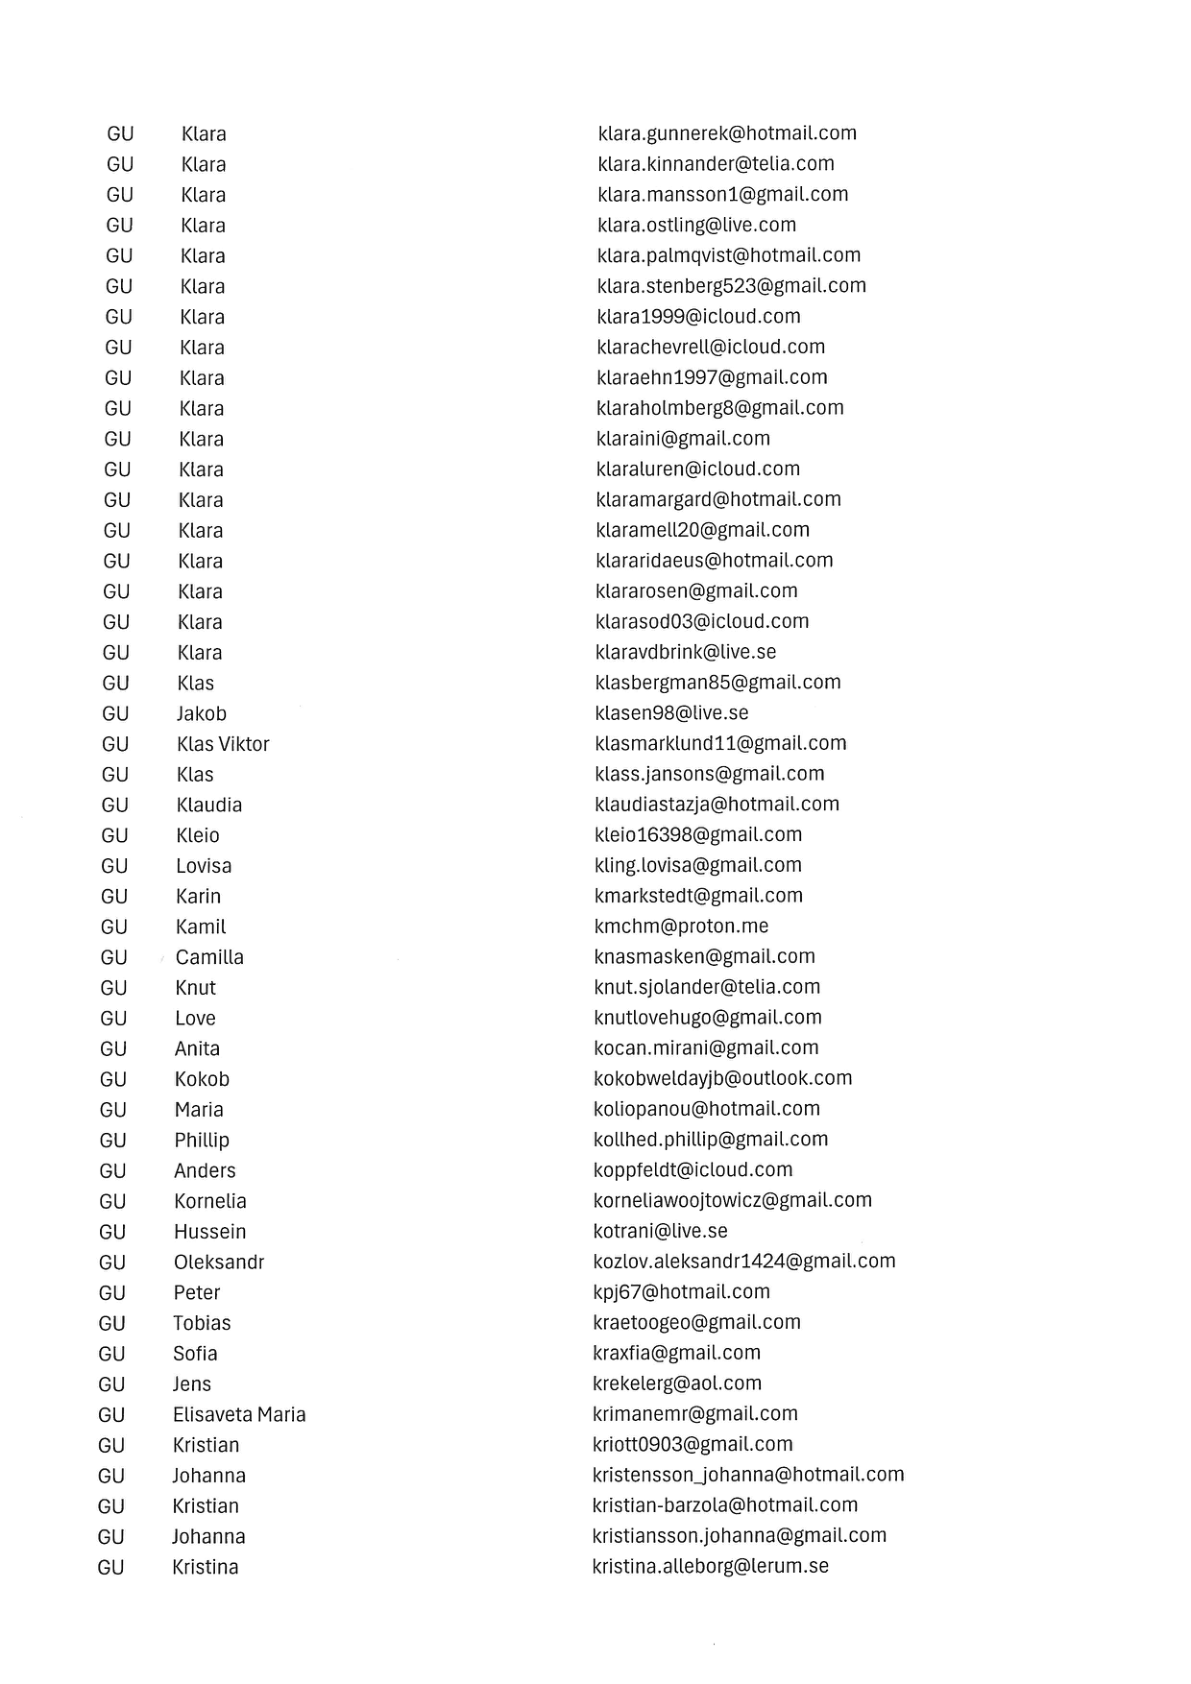 GU Klara klara.gunnerek@hotmail.com
GU Klara klara.kinnander@telia.com
GU Klara klara.mansson1@gmail.com
GU Klara klara.ostling@live.com
GU Klara klara.palmqvist@hotmail.com
GU Klara klara.stenberg523@gmail.com
GU Klara klara1999@icloud.com
GU Klara klarachevrell@icloud.com
GU Klara klaraehn1997@gmail.com
GU Klara klaraholmberg8@gmail.com
GU Klara klaraini@gmail.com
GU Klara klaraluren@icloud.com
GU Klara klaramargard@hotmail.com
GU Klara klaramell20@gmail.com
GU Klara klararidaeus@hotmail.com
GU Klara klararosen@gmail.com
GU Klara klarasod03@icloud.com
GU Klara klaravdbrink@live.se
GU Klas klasbergman85@gmail.com
GU Jakob klasen98@live.se
GU Klas Viktor klasmarklund11@gmail.com
GU Klas klass.jansons@gmail.com
GU Klaudia klaudiastazja@hotmail.com
GU Kleio kleio16398@gmail.com
GU Lovisa kling.lovisa@gmail.com
GU Karin kmarkstedt@gmail.com
GU Kamil kmchm@proton.me
GU Camilla knasmasken@gmail.com
GU Knut knut.sjolander@telia.com
GU Love knutlovehugo@gmail.com
GU Anita kocan.mirani@gmail.com
GU Kokob kokobweldayjb@outlook.com
GU Maria koliopanou@hotmail.com
GU Phillip kollhed.phillip@gmail.com
GU Anders koppfeldt@icloud.com
GU Kornelia korneliawoojtowicz@gmail.com
GU Hussein kotrani@live.se
GU Oleksandr kozlov.aleksandr1424@gmail.com
GU Peter kpj67@hotmail.com
GU Tobias kraetoogeo@gmail.com
GU Sofia kraxfia@gmail.com
GU Jens krekelerg@aol.com
GU Elisaveta Maria krimanemr@gmail.com
GU Kristian kriott0903@gmail.com
GU Johanna kristensson_johanna@hotmail.com
GU Kristian kristian-barzola@hotmail.com
GU Johanna kristiansson.johanna@gmail.com
GU Kristina kristina.alleborg@lerum.se